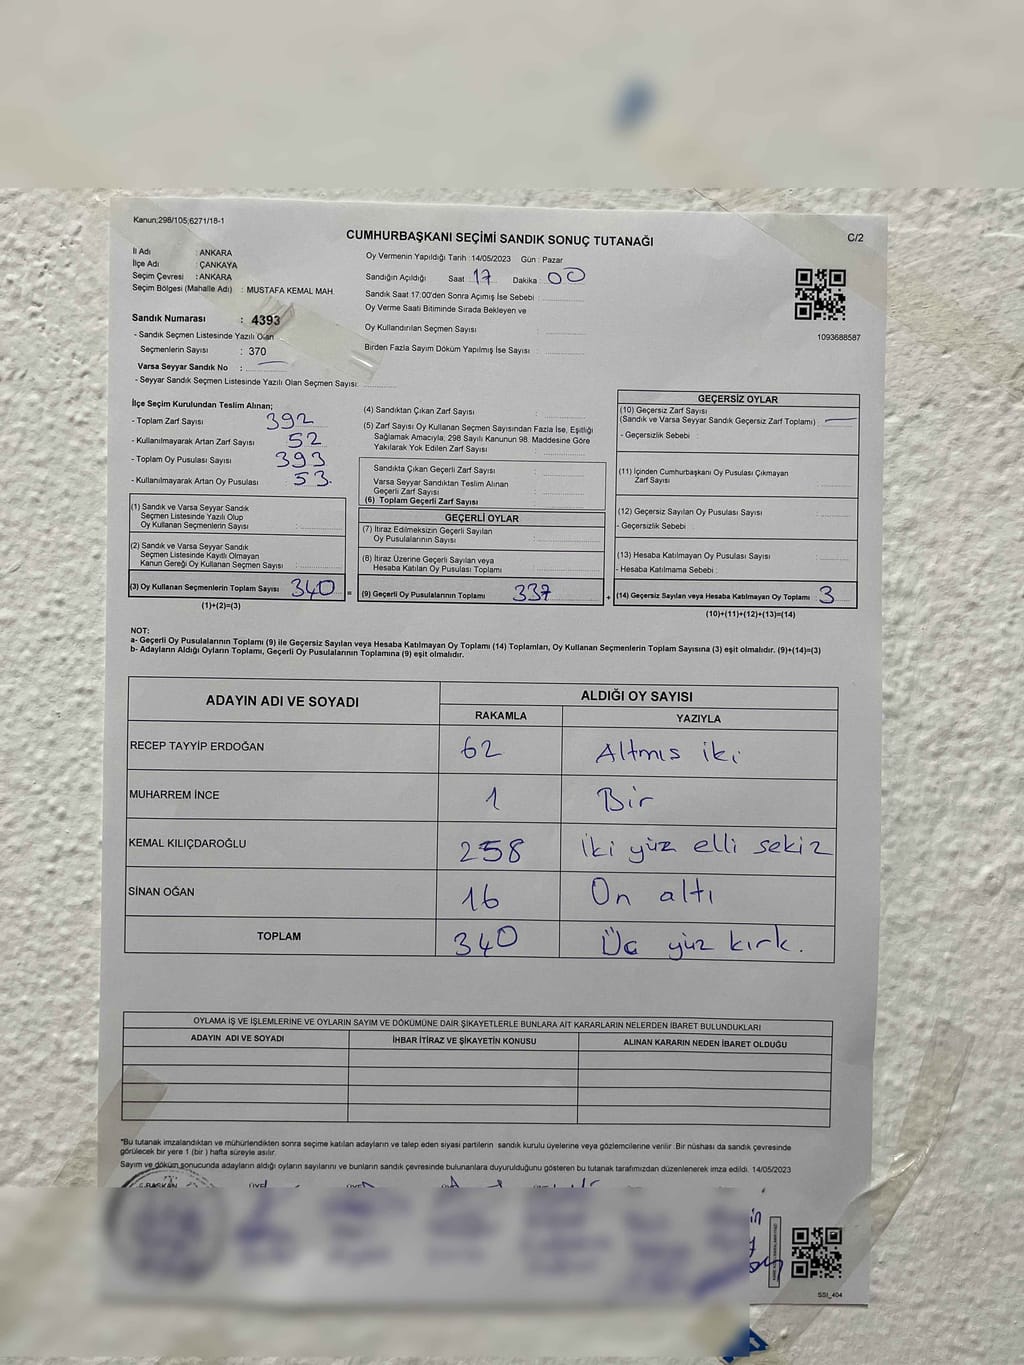 Kanun;298/105;6271/18-1
CUMHURBAŞKANI SEÇİMİ SANDIK SONUÇ TUTANAĞI
C/2
İl Adı : ANKARA
İlçe Adı : ÇANKAYA
Seçim Çevresi : ANKARA
Seçim Bölgesi (Mahalle Adı) : MUSTAFA KEMAL MAH.
Oy Vermenin Yapıldığı Tarih :14/05/2023 Gün : Pazar
Sandığın Açıldığı Saat 17 Dakika : 00
Sandık Saat 17:00'den Sonra Açımış İse Sebebi :
Oy Verme Saati Bitiminde Sırada Bekleyen ve
Oy Kullandırılan Seçmen Sayısı :
Birden Fazla Sayım Döküm Yapılmış İse Sayısı :
1093688587
Sandık Numarası : 4393
- Sandık Seçmen Listesinde Yazılı Olan
Seçmenlerin Sayısı : 370
Varsa Seyyar Sandık No :
- Seyyar Sandık Seçmen Listesinde Yazılı Olan Seçmen Sayısı:
İlçe Seçim Kurulundan Teslim Alınan;
- Toplam Zarf Sayısı 392
- Kullanılmayarak Artan Zarf Sayısı 52
- Toplam Oy Pusulası Sayısı 393
- Kullanılmayarak Artan Oy Pusulası 53.
(1) Sandık ve Varsa Seyyar Sandık
Seçmen Listesinde Yazılı Olup
Oy Kullanan Seçmenlerin Sayısı :
(2) Sandık ve Varsa Seyyar Sandık
Seçmen Listesinde Kayıtlı Olmayan
Kanun Gereği Oy Kullanan Seçmen Sayısı :
(3) Oy Kullanan Seçmenlerin Toplam Sayısı 340 =
(1)+(2)=(3)
(4) Sandıktan Çıkan Zarf Sayısı :
(5) Zarf Sayısı Oy Kullanan Seçmen Sayısından Fazla İse, Eşitliği
Sağlamak Amacıyla; 298 Sayılı Kanunun 98. Maddesine Göre
Yakılarak Yok Edilen Zarf Sayısı :
Sandıkta Çıkan Geçerli Zarf Sayısı :
Varsa Seyyar Sandıktan Teslim Alınan
Geçerli Zarf Sayısı :
(6) Toplam Geçerli Zarf Sayısı
GEÇERLİ OYLAR
(7) İtiraz Edilmeksizin Geçerli Sayılan
Oy Pusulalarının Sayısı :
(8) İtiraz Üzerine Geçerli Sayılan veya
Hesaba Katılan Oy Pusulası Toplamı :
(9) Geçerli Oy Pusulalarının Toplamı 337 +
GEÇERSİZ OYLAR
(10) Geçersiz Zarf Sayısı
(Sandık ve Varsa Seyyar Sandık Geçersiz Zarf Toplamı) :
- Geçersizlik Sebebi :
(11) İçinden Cumhurbaşkanı Oy Pusulası Çıkmayan
Zarf Sayısı :
(12) Geçersiz Sayılan Oy Pusulası Sayısı :
- Geçersizlik Sebebi :
(13) Hesaba Katılmayan Oy Pusulası Sayısı :
- Hesaba Katılmama Sebebi :
(14) Geçersiz Sayılan veya Hesaba Katılmayan Oy Toplamı : 3
(10)+(11)+(12)+(13)=(14)
NOT:
a- Geçerli Oy Pusulalarının Toplamı (9) ile Geçersiz Sayılan veya Hesaba Katılmayan Oy Toplamı (14) Toplamları, Oy Kullanan Seçmenlerin Toplam Sayısına (3) eşit olmalıdır. (9)+(14)=(3)
b- Adayların Aldığı Oyların Toplamı, Geçerli Oy Pusulalarının Toplamına (9) eşit olmalıdır.
ADAYIN ADI VE SOYADI ALDIĞI OY SAYISI
RAKAMLA YAZIYLA
RECEP TAYYİP ERDOĞAN 62 Altmıs iki
MUHARREM İNCE 1 Bir
KEMAL KILIÇDAROĞLU 258 iki yüz elli sekiz
SİNAN OĞAN 16 On altı
TOPLAM 340 Üc yüz kırk.
OYLAMA İŞ VE İŞLEMLERİNE VE OYLARIN SAYIM VE DÖKÜMÜNE DAİR ŞİKAYETLERLE BUNLARA AİT KARARLARIN NELERDEN İBARET BULUNDUKLARI
ADAYIN ADI VE SOYADI İHBAR İTİRAZ VE ŞİKAYETİN KONUSU ALINAN KARARIN NEDEN İBARET OLDUĞU
*Bu tutanak imzalandıktan ve mühürlendikten sonra seçime katılan adayların ve talep eden siyasi partilerin sandık kurulu üyelerine veya gözlemcilerine verilir. Bir nüshası da sandık çevresinde
görülecek bir yere 1 (bir ) hafta süreyle asılır.
Sayım ve döküm sonucunda adayların aldığı oyların sayılarını ve bunların sandık çevresinde bulunanlara duyurulduğunu gösteren bu tutanak tarafımızdan düzenlenerek imza edildi. 14/05/2023
BAŞKAN
SSI_404